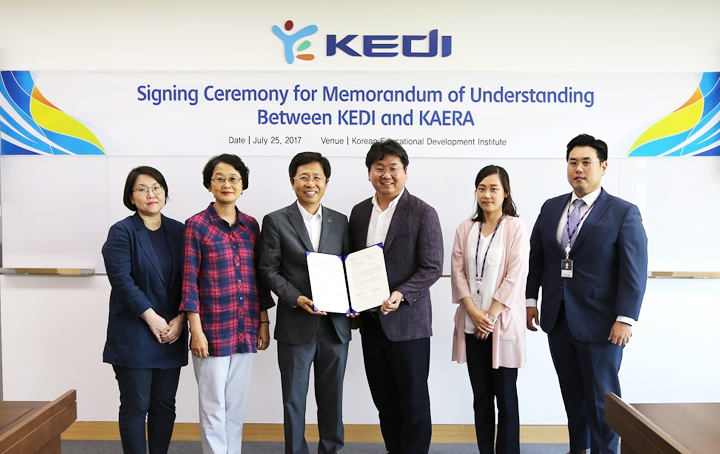 KEDI
Signing Ceremony for Memorandum of Understanding
Between KEDI and KAERA
Date | July 25, 2017 Venue | Korean Educational Development Institute